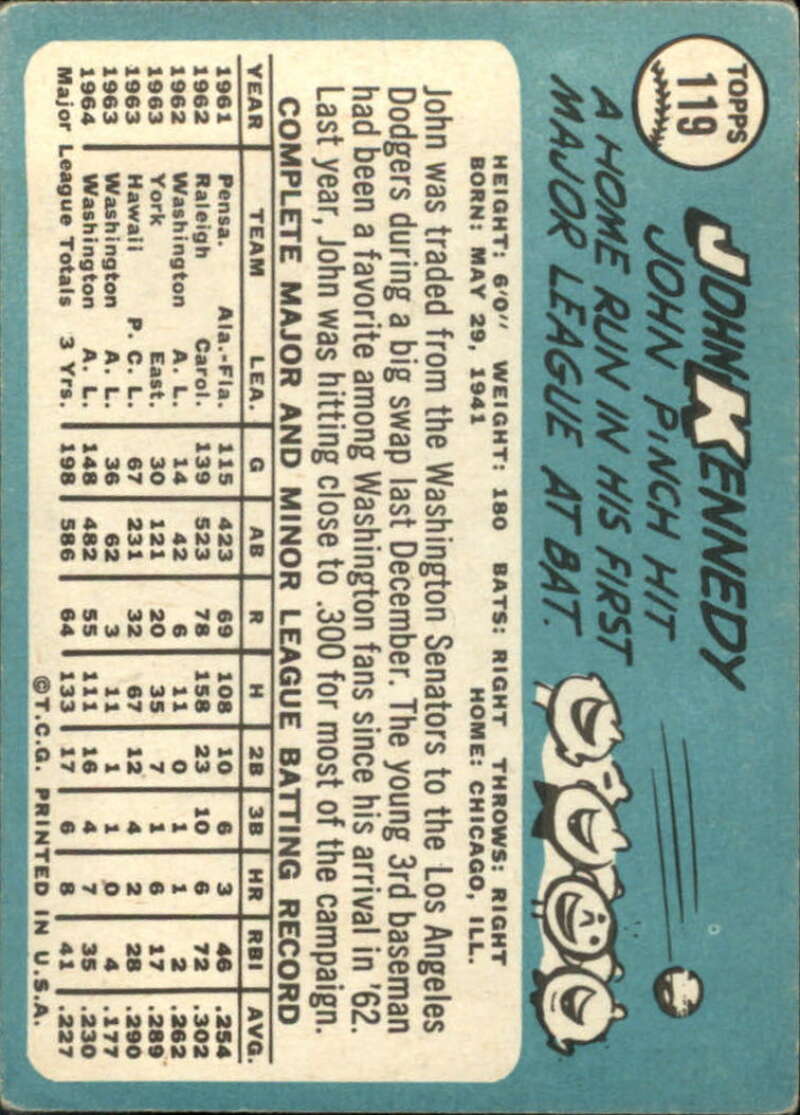 TOPPS
119
JOHN KENNEDY
JOHN PINCH HIT
A HOME RUN IN HIS FIRST
MAJOR LEAGUE AT BAT.
HEIGHT: 6'0" WEIGHT: 180 BATS: RIGHT THROWS: RIGHT
BORN: MAY 29, 1941 HOME: CHICAGO, ILL.
John was traded from the Washington Senators to the Los Angeles
Dodgers during a big swap last December. The young 3rd baseman
had been a favorite among Washington fans since his arrival in '62.
Last year, John was hitting close to .300 for most of the campaign.
COMPLETE MAJOR AND MINOR LEAGUE BATTING RECORD
YEAR TEAM LEA. G AB R H 2B 3B HR RBI AVG.
1961 Pensa. Ala.-Fla. 115 423 69 108 10 6 3 46 .254
1962 Raleigh Carol. 139 523 78 158 23 10 6 72 .302
1962 Washington A. L. 14 42 6 11 0 1 1 2 .262
1963 York East. 30 121 20 35 7 1 6 17 .289
1963 Hawaii P. C. L. 67 231 32 67 12 4 2 28 .290
1963 Washington A. L. 36 62 3 11 1 1 0 4 .177
1964 Washington A. L. 148 482 55 111 16 4 7 35 .230
Major League Totals 3 Yrs. 198 586 64 133 17 6 8 41 .227
©T.C.G. PRINTED IN U.S.A.